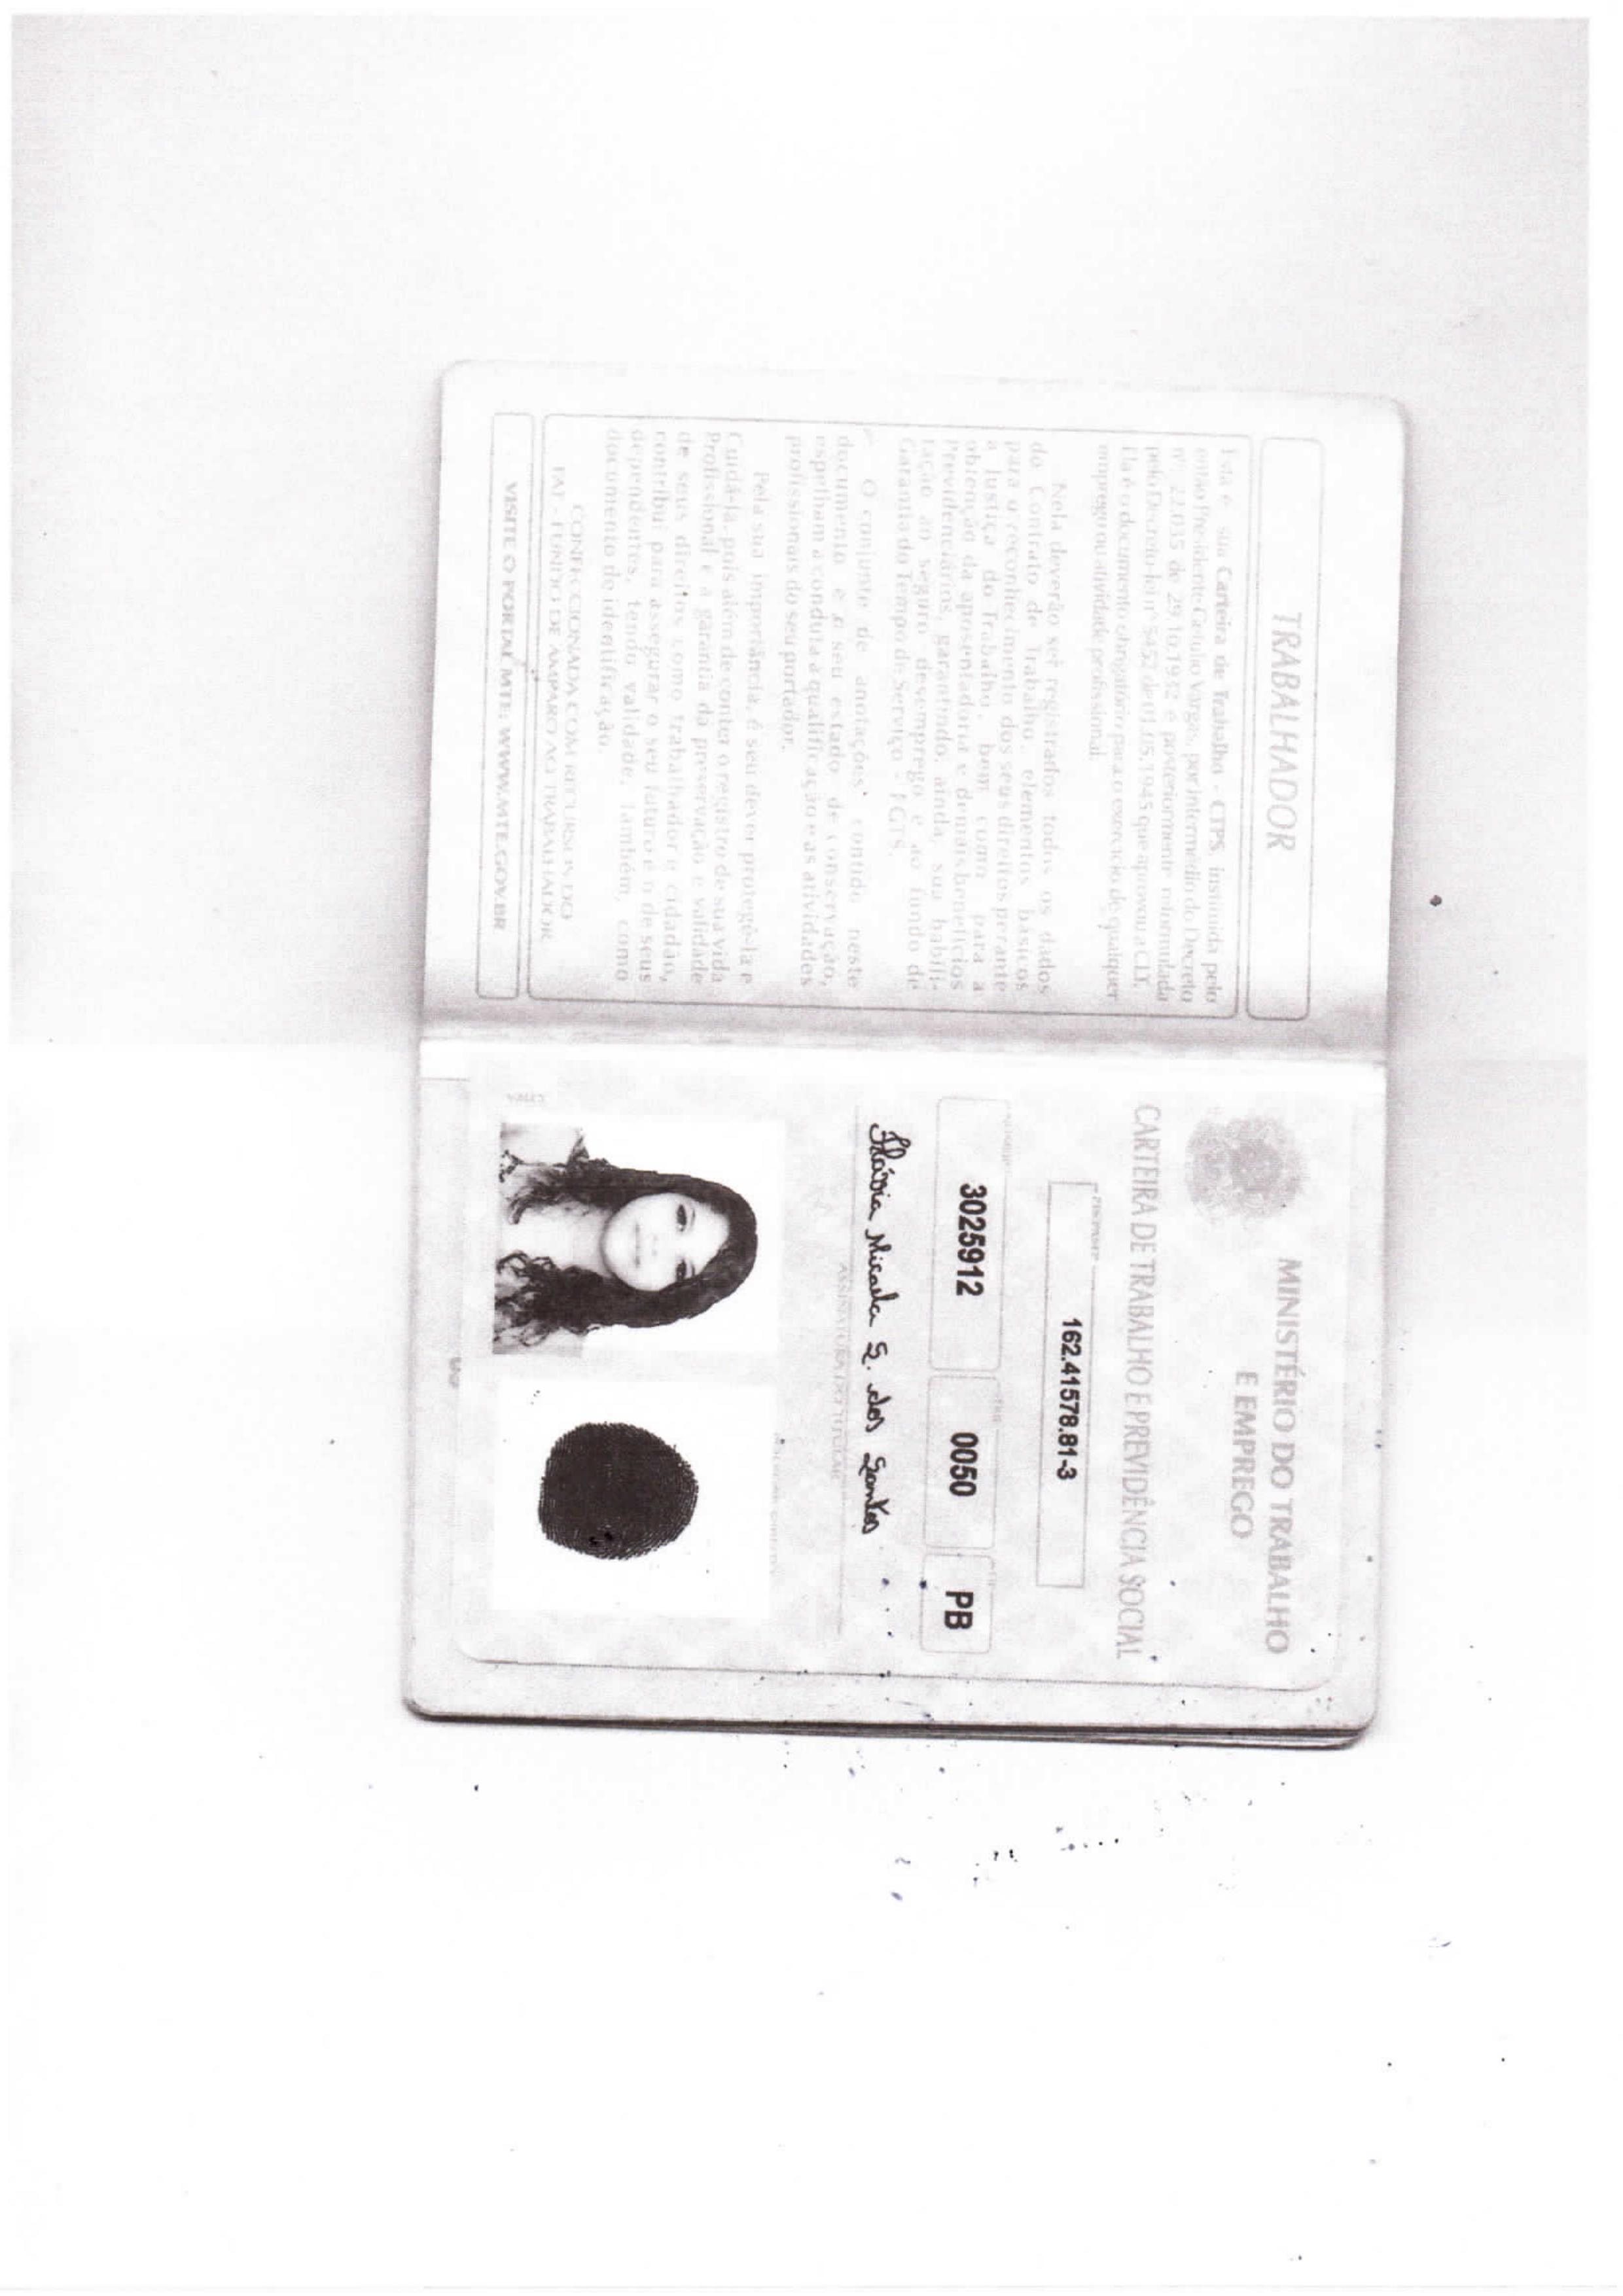 TRABALHADOR
Esta é sua Carteira de Trabalho - CTPS, instituída pelo
então Presidente Getúlio Vargas, por intermédio do Decreto
nº 22.035 de 29.10.1932 e posteriormente reformulada
pelo Decreto-lei nº 5452 de 01.05.1943 que aprovou a CLT.
Ela é o documento obrigatório para o exercício de qualquer
emprego ou atividade profissional.
Nela deverão ser registrados todos os dados
do Contrato de Trabalho, elementos básicos
para o reconhecimento dos seus direitos perante
a Justiça do Trabalho, bem como para a
obtenção da aposentadoria e demais benefícios
Previdenciários, garantindo, ainda, sua habili-
tação ao seguro desemprego e ao Fundo de
Garantia do Tempo de Serviço - FGTS.
O conjunto de anotações contido neste
documento e o seu estado de conservação,
espelham a conduta a qualificação e as atividades
profissionais do seu portador.
Pela sua importância, é seu dever protegê-la e
Cuidá-la pois além de conter o registro de sua vida
Profissional e a garantia da preservação e validade
de seus direitos como trabalhador e cidadão,
contribui para assegurar o seu futuro e o de seus
dependentes, tendo validade, também, como
documento de identificação.
CONFECCIONADA COM RECURSOS DO
FAT - FUNDO DE AMPARO AO TRABALHADOR
VISITE O PORTAL MTE: WWW.MTE.GOV.BR
MINISTÉRIO DO TRABALHO
E EMPREGO
CARTEIRA DE TRABALHO E PREVIDÊNCIA SOCIAL
PIS/PASEP
162.41578.81-3
NÚMERO
3025912
SÉRIE
0050
UF
PB
Flávia Micaela S. dos Santos
ASSINATURA DO TITULAR
POLEGAR DIREITO